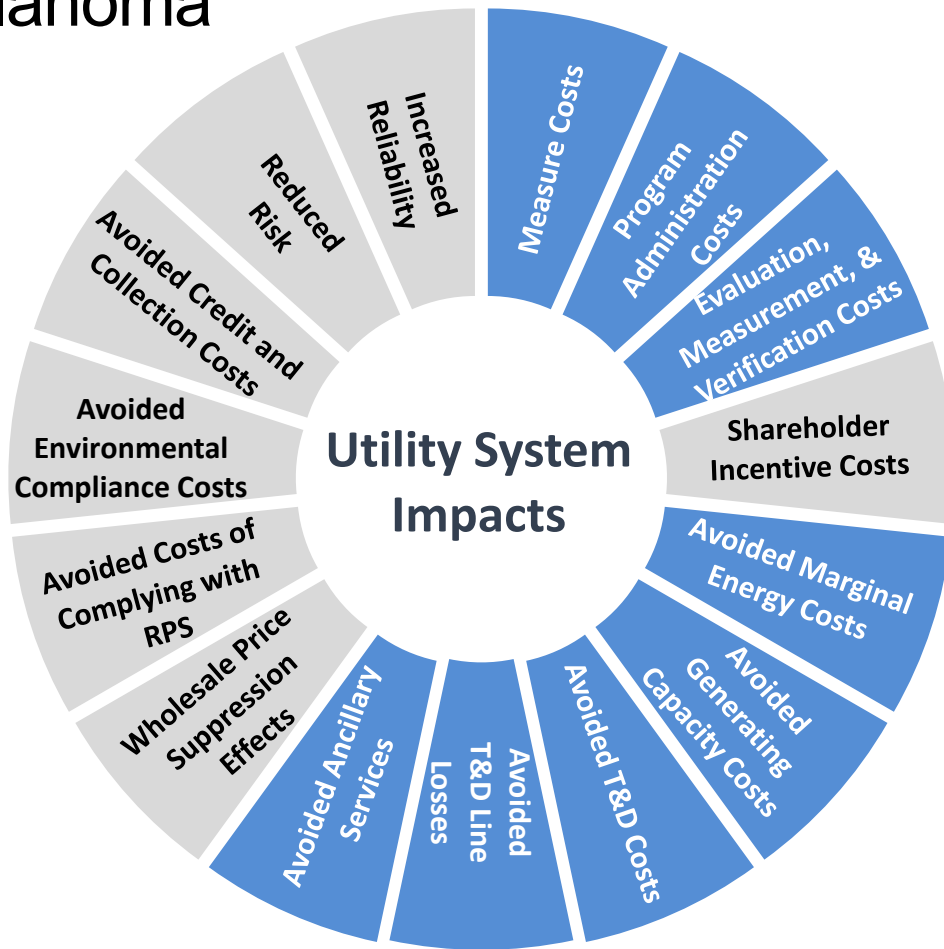 lahoma
Measure Costs
Program
Administration
Costs
Evaluation,
Measurement, &
Verification Costs
Shareholder
Incentive Costs
Avoided Marginal
Energy Costs
Avoided
Generating
Capacity Costs
Avoided T&D Costs
Avoided
T&D Line
Losses
Avoided Ancillary
Services
Wholesale Price
Suppression
Effects
Avoided Costs of
Complying with
RPS
Avoided
Environmental
Compliance Costs
Avoided Credit and
Collection Costs
Reduced
Risk
Increased
Reliability
Utility System
Impacts